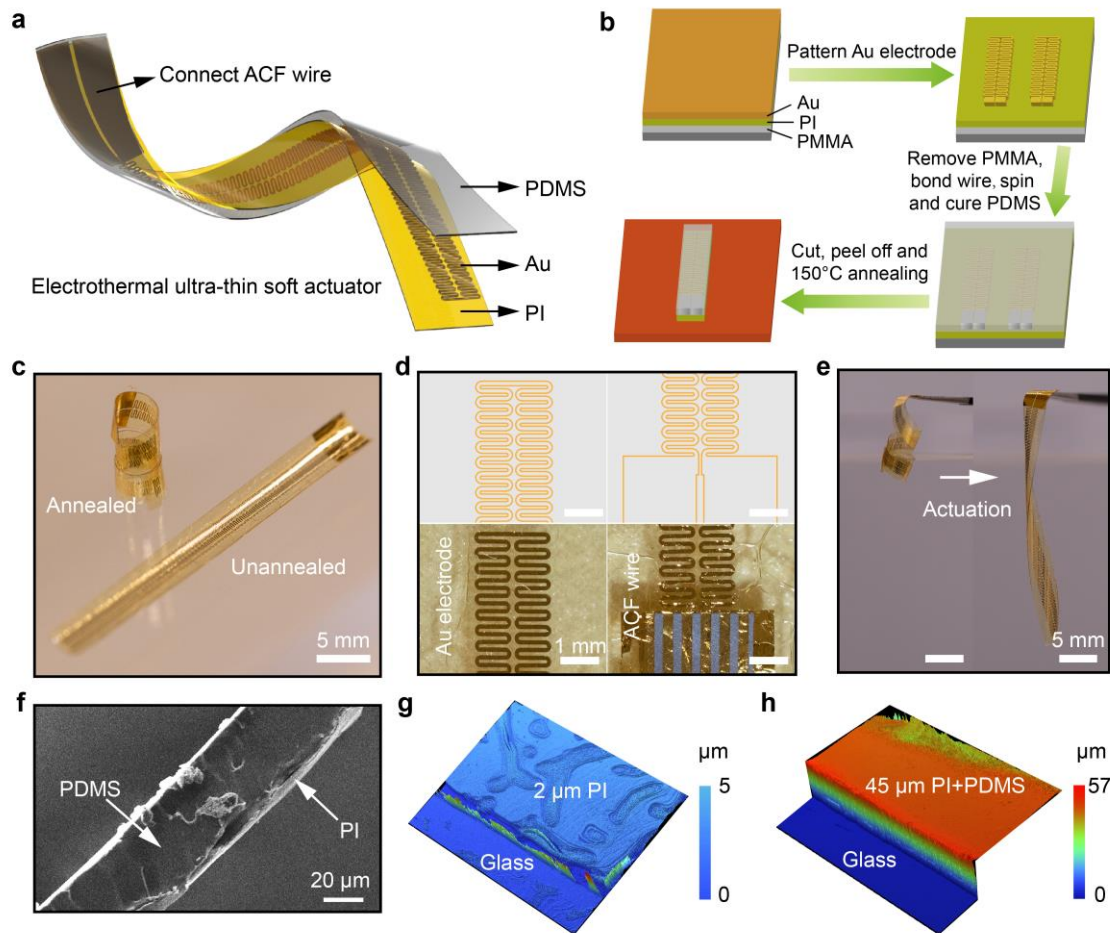 a
Connect ACF wire
PDMS
Au
PI
Electrothermal ultra-thin soft actuator
b
Pattern Au electrode
Au
PI
PMMA
Remove PMMA,
bond wire, spin
and cure PDMS
Cut, peel off and
150°C annealing
c
Annealed
Unannealed
5 mm
d
Au electrode
1 mm
ACF wire
e
Actuation
5 mm
f
PDMS
PI
20 µm
g
µm
5
2 µm PI
Glass
0
h
µm
57
45 µm PI+PDMS
Glass
0